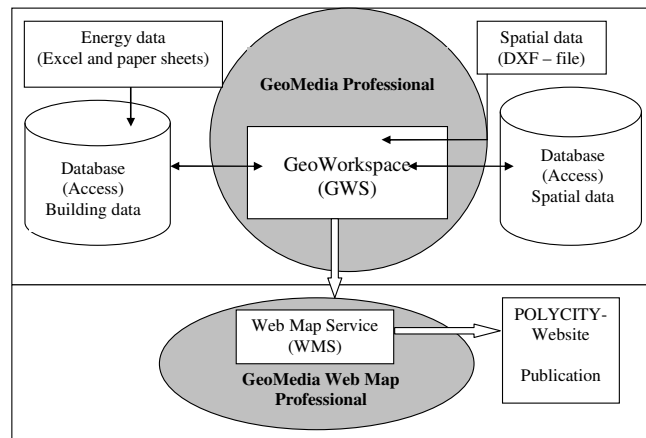 Energy data
(Excel and paper sheets)
Spatial data
(DXF – file)
GeoMedia Professional
Database
(Access)
Building data
GeoWorkspace
(GWS)
Database
(Access)
Spatial data
Web Map Service
(WMS)
GeoMedia Web Map
Professional
POLYCITY-
Website
Publication